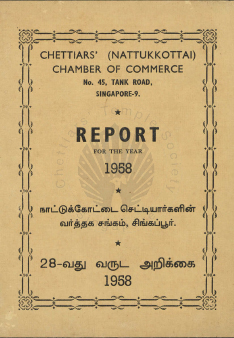 CHETTIARS' (NATTUKKOTTAI)
CHAMBER OF COMMERCE
No. 45, TANK ROAD,
SINGAPORE-9.
REPORT
FOR THE YEAR
1958
நாட்டுக்கோட்டை செட்டியார்களின்
வர்த்தக சங்கம், சிங்கப்பூர்.
28-வது வருட அறிக்கை
1958